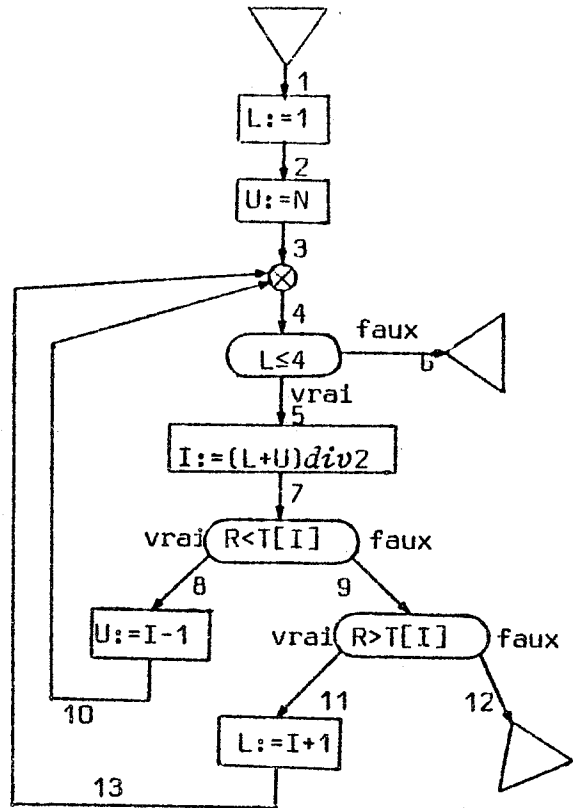 1
L:=1
2
U:=N
3
4
L≤4
faux
vrai
5
I:=(L+U)div2
7
vrai R<T[I] faux
8 9
U:=I-1
vrai R>T[I] faux
10
11 12
L:=I+1
13